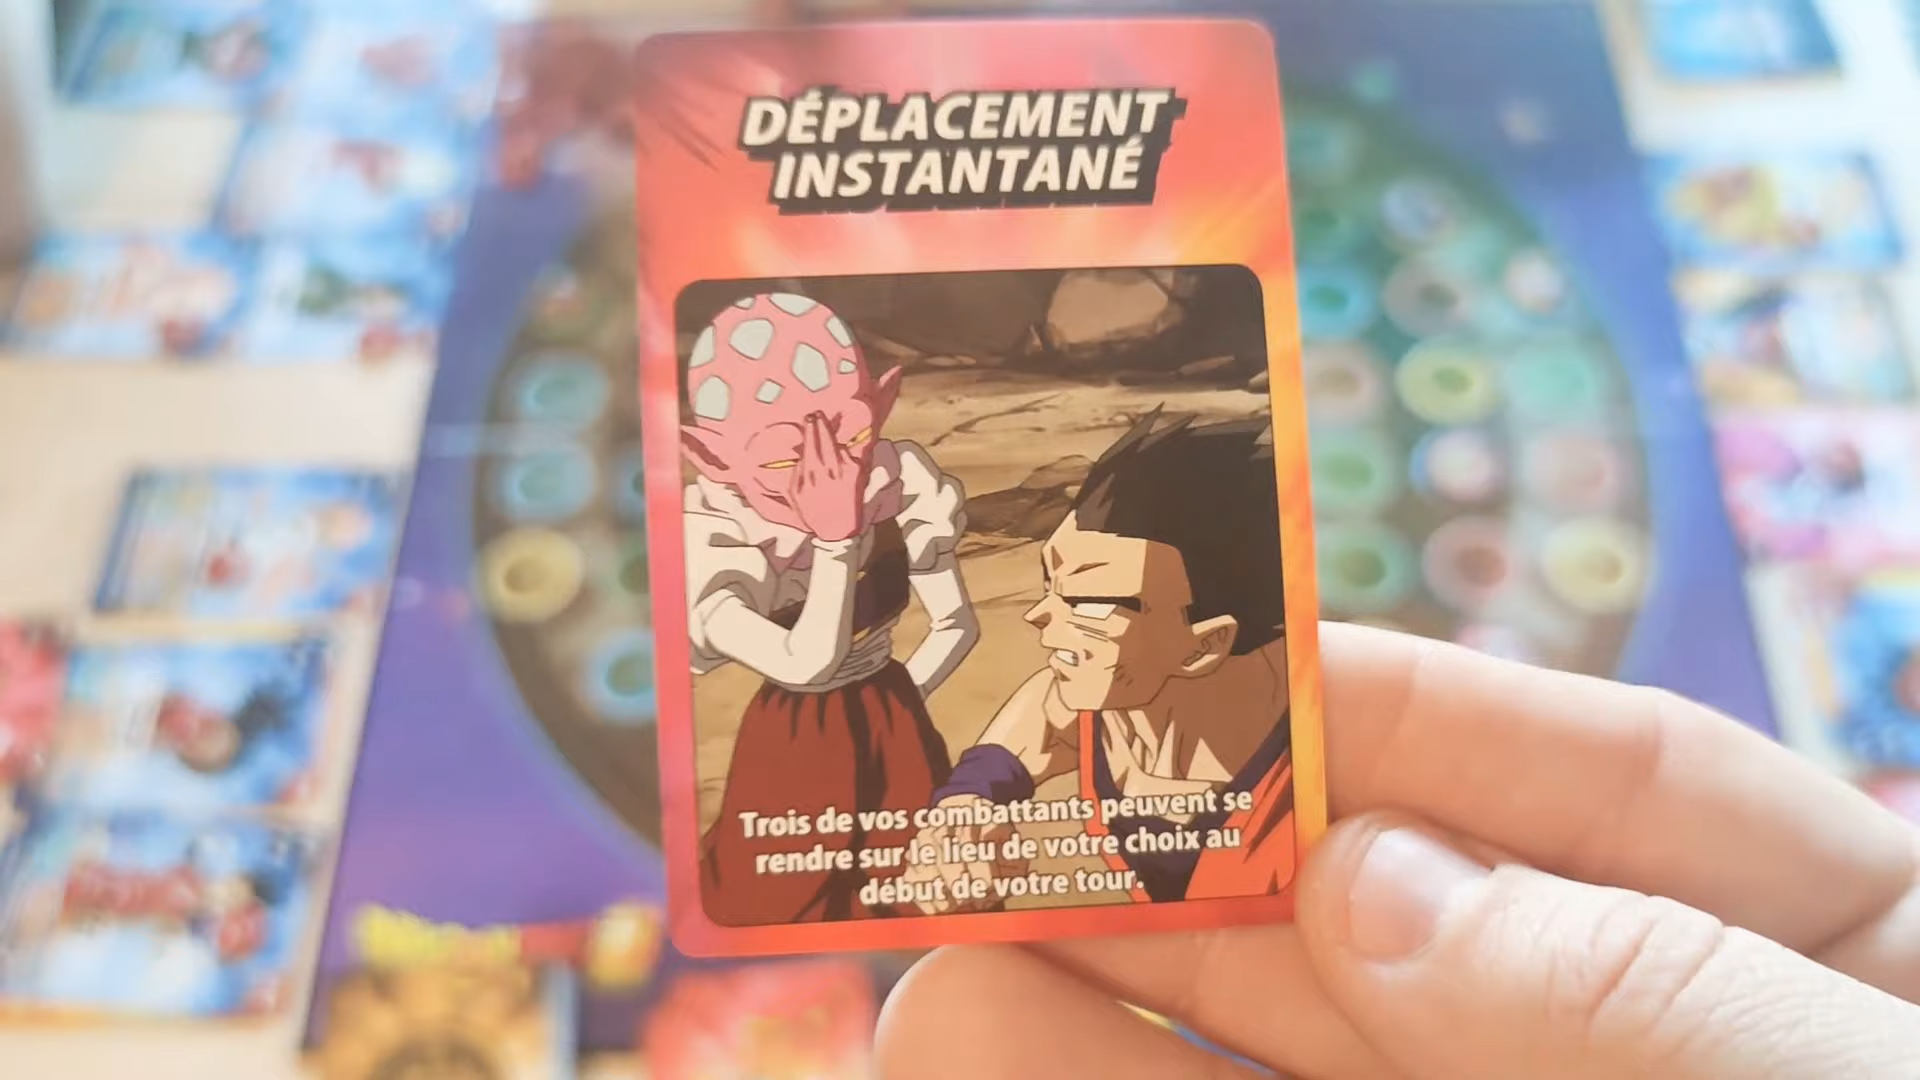 DÉPLACEMENT
INSTANTANÉ
Trois de vos combattants peuvent se
rendre sur le lieu de votre choix au
début de votre tour.